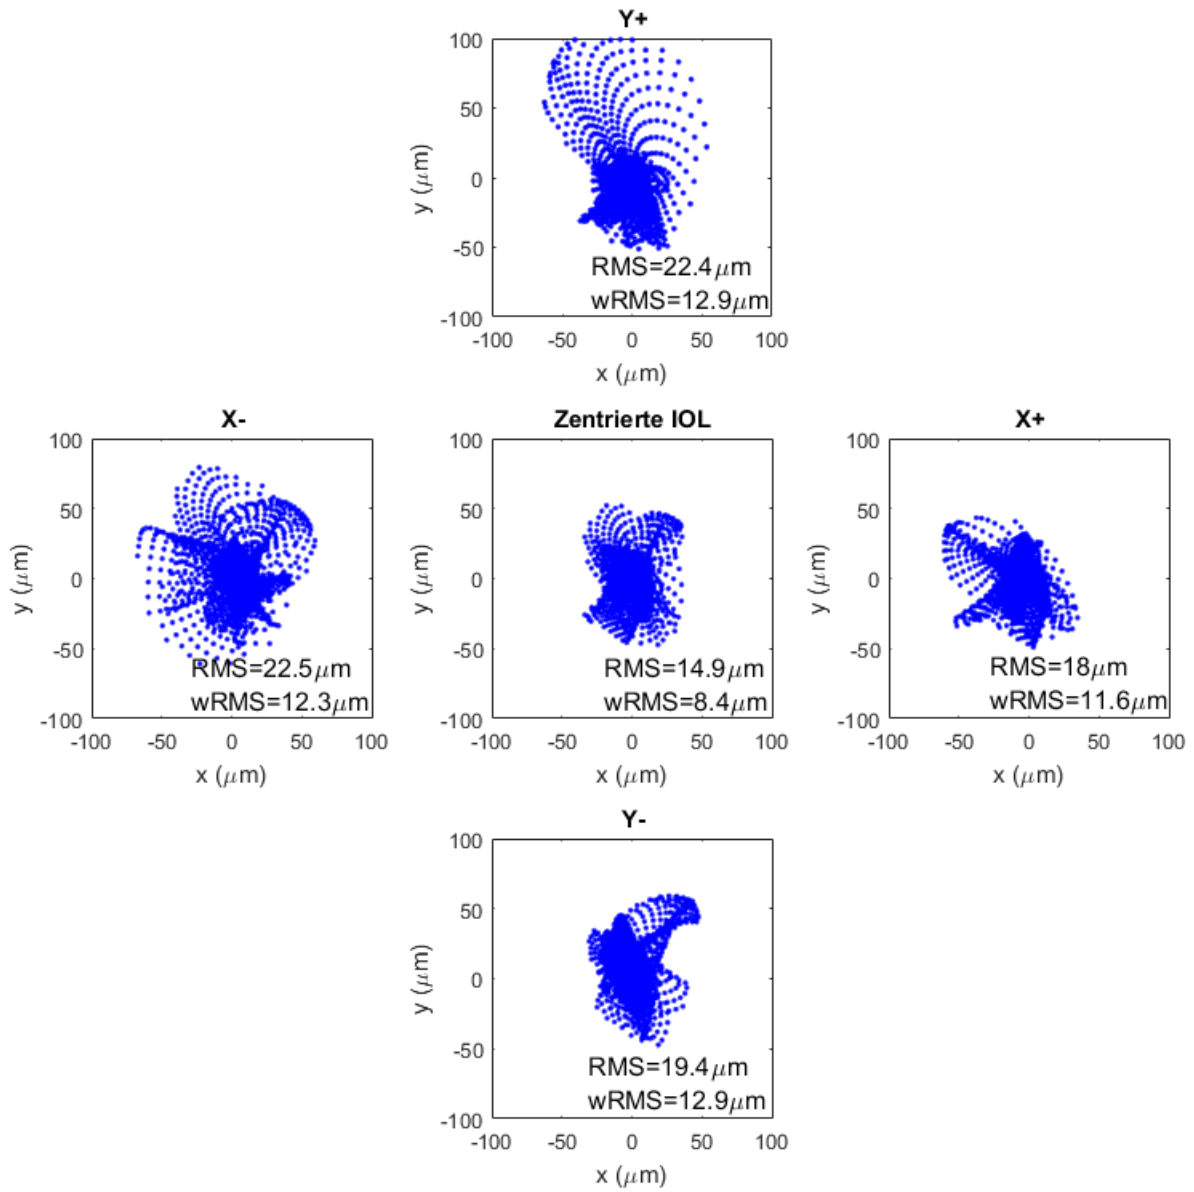 Y+
100
50
0
-50
-100
y (μm)
RMS=22.4μm
wRMS=12.9μm
-100 -50 0 50 100
x (μm)
X-
100
50
0
-50
-100
y (μm)
RMS=22.5μm
wRMS=12.3μm
-100 -50 0 50 100
x (μm)
Zentrierte IOL
100
50
0
-50
-100
y (μm)
RMS=14.9μm
wRMS=8.4μm
-100 -50 0 50 100
x (μm)
X+
100
50
0
-50
-100
y (μm)
RMS=18μm
wRMS=11.6μm
-100 -50 0 50 100
x (μm)
Y-
100
50
0
-50
-100
y (μm)
RMS=19.4μm
wRMS=12.9μm
-100 -50 0 50 100
x (μm)